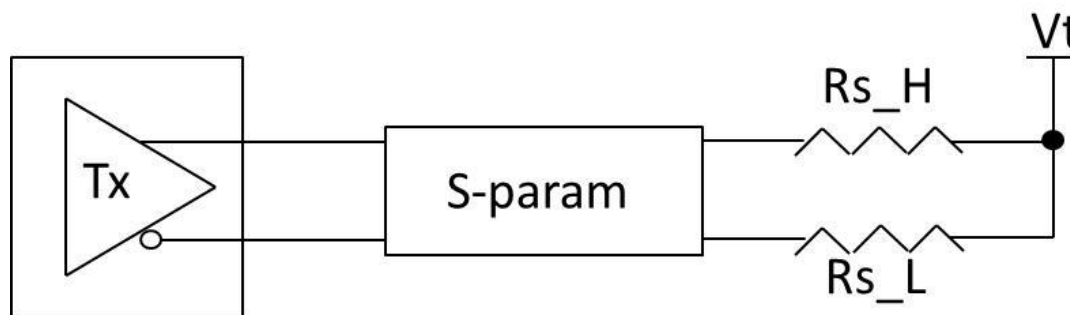 Vt
Rs_H
Tx
S-param
Rs_L